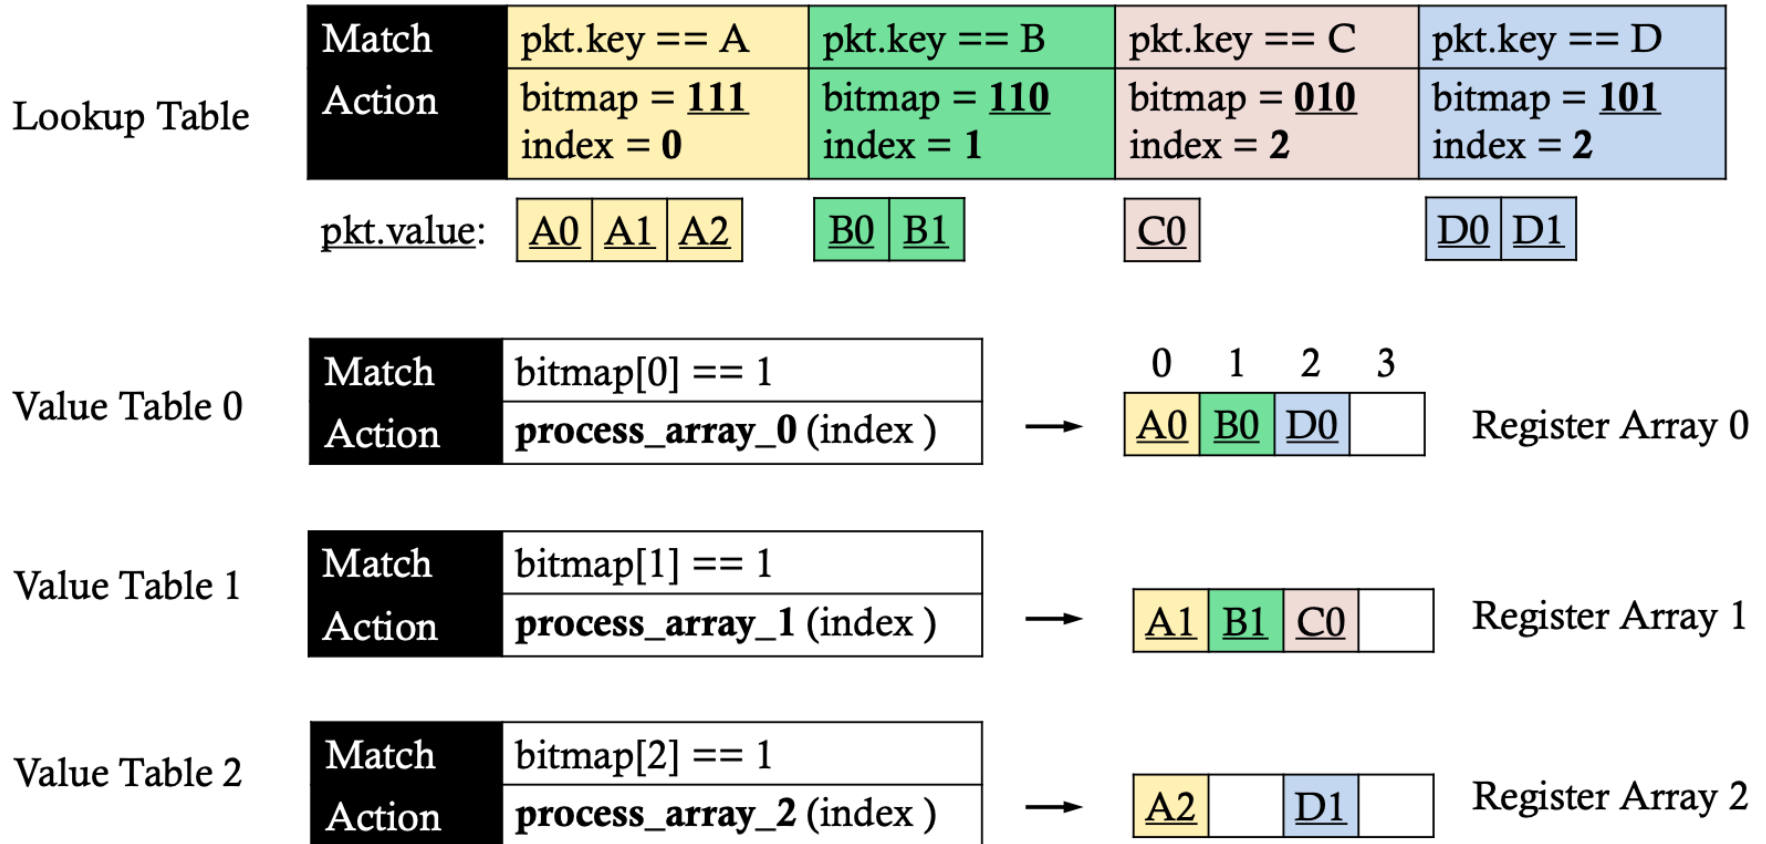 Lookup Table
Match pkt.key == A pkt.key == B pkt.key == C pkt.key == D
Action bitmap = 111 bitmap = 110 bitmap = 010 bitmap = 101
index = 0 index = 1 index = 2 index = 2
pkt.value: A0 A1 A2 B0 B1 C0 D0 D1
Value Table 0
Match bitmap[0] == 1
Action process_array_0 (index )
0 1 2 3
A0 B0 D0
Register Array 0
Value Table 1
Match bitmap[1] == 1
Action process_array_1 (index )
A1 B1 C0
Register Array 1
Value Table 2
Match bitmap[2] == 1
Action process_array_2 (index )
A2 D1
Register Array 2